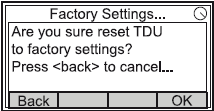 Factory Settings...
Are you sure reset TDU
to factory settings?
Press <back> to cancel...
Back
OK